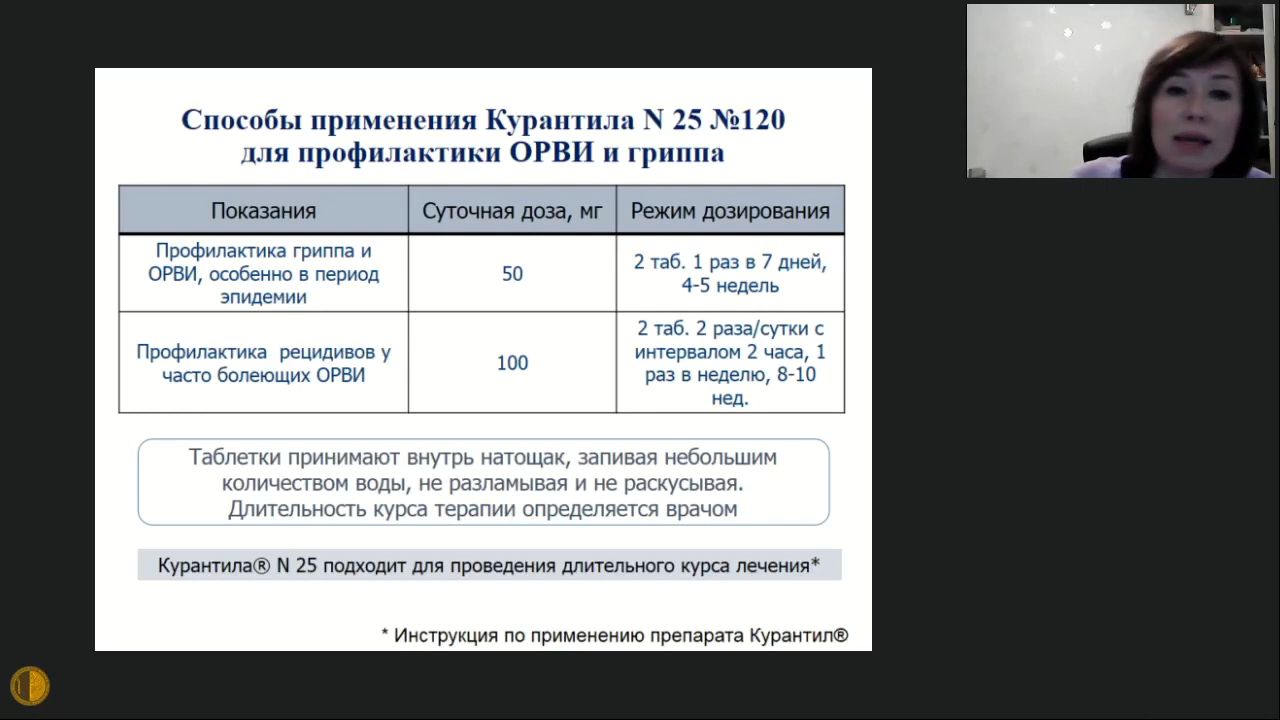 Способы применения Курантила N 25 №120
для профилактики ОРВИ и гриппа
Показания
Суточная доза, мг
Режим дозирования
Профилактика гриппа и
ОРВИ, особенно в период
эпидемии
50
2 таб. 1 раз в 7 дней,
4-5 недель
Профилактика рецидивов у
часто болеющих ОРВИ
100
2 таб. 2 раза/сутки с
интервалом 2 часа, 1
раз в неделю, 8-10
нед.
Таблетки принимают внутрь натощак, запивая небольшим
количеством воды, не разламывая и не раскусывая.
Длительность курса терапии определяется врачом
Курантила® N 25 подходит для проведения длительного курса лечения*
* Инструкция по применению препарата Курантил®